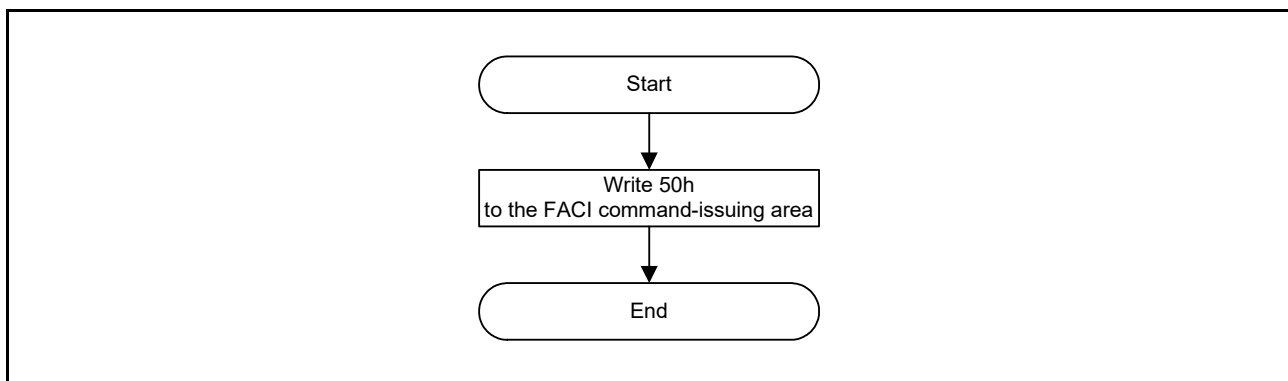 Start
Write 50h
to the FACI command-issuing area
End